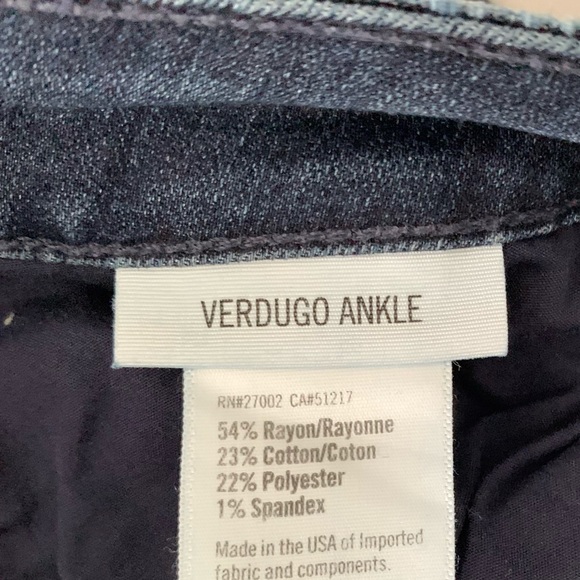 VERDUGO ANKLE
RN#27002 CA#51217
54% Rayon/Rayonne
23% Cotton/Coton
22% Polyester
1% Spandex
Made in the USA of Imported
fabric and components.